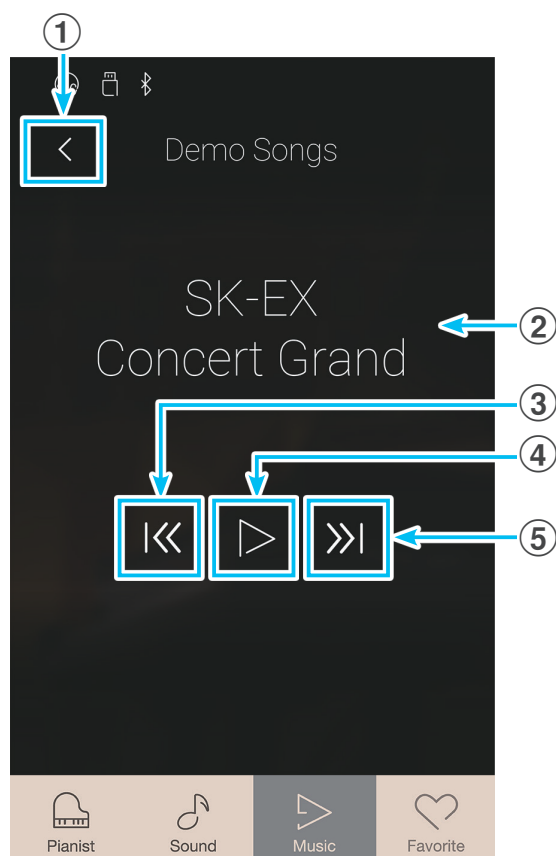 ①
Demo Songs
SK-EX
Concert Grand
②
③
④
⑤
Pianist
Sound
Music
Favorite